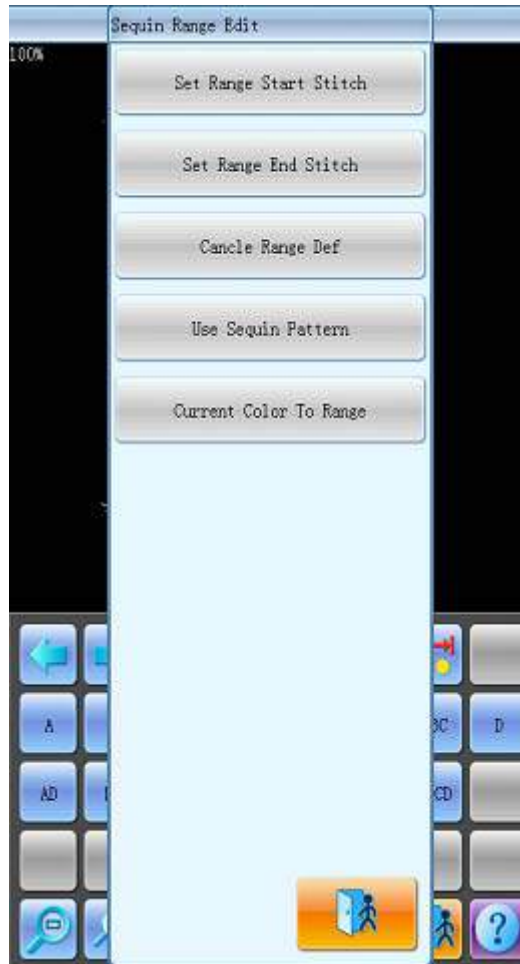 Sequin Range Edit
100%
Set Range Start Stitch
Set Range End Stitch
Cancle Range Def
Use Sequin Pattern
Current Color To Range
A
D
AD
CD
?